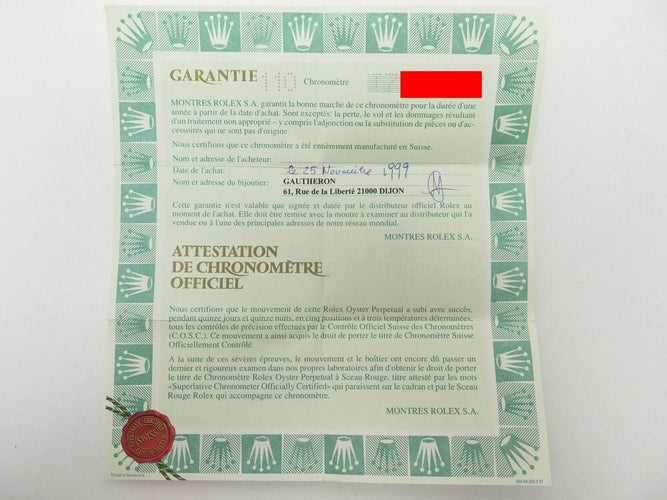 GARANTIE 110 Chronomètre
MONTRES ROLEX S.A. garantit la bonne marche de ce chronomètre pour la durée d'une
année à partir de la date d'achat. Sont exceptés: la perte, le vol et les dommages résultant
d'un traitement non approprié – y compris l'adjonction ou la substitution de pièces ou d'ac-
cessoires qui ne sont pas d'origine.
Nous certifions que ce chronomètre a été entièrement manufacturé en Suisse.
Nom et adresse de l'acheteur:
Date de l'achat: le 25 Novembre 1999
Nom et adresse du bijoutier: GAUTHERON
61, Rue de la Liberté 21000 DIJON
Cette garantie n'est valable que signée et datée par le distributeur officiel Rolex au
moment de l'achat. Elle doit être remise avec la montre à examiner au distributeur qui l'a
vendue ou à l'une des principales adresses de notre réseau mondial.
MONTRES ROLEX S.A.
ATTESTATION
DE CHRONOMÈTRE
OFFICIEL
Nous certifions que le mouvement de cette Rolex Oyster Perpetual a subi avec succès,
pendant quinze jours et quinze nuits, en cinq positions et à trois températures déterminées,
tous les contrôles de précision effectués par le Contrôle Officiel Suisse des Chronomètres
(C.O.S.C.). Ce mouvement a ainsi acquis le droit de porter le titre de Chronomètre Suisse
Officiellement Contrôlé.
A la suite de ces sévères épreuves, le mouvement et le boîtier ont encore dû passer un
dernier et rigoureux examen dans nos propres laboratoires afin d'obtenir le droit de porter
le titre de Chronomètre Rolex Oyster Perpetual à Sceau Rouge, titre attesté par les mots
«Superlative Chronometer Officially Certified» qui paraissent sur le cadran et par le Sceau
Rouge Rolex qui accompagne ce chronomètre.
MONTRES ROLEX S.A.
SWISS
Printed in Switzerland